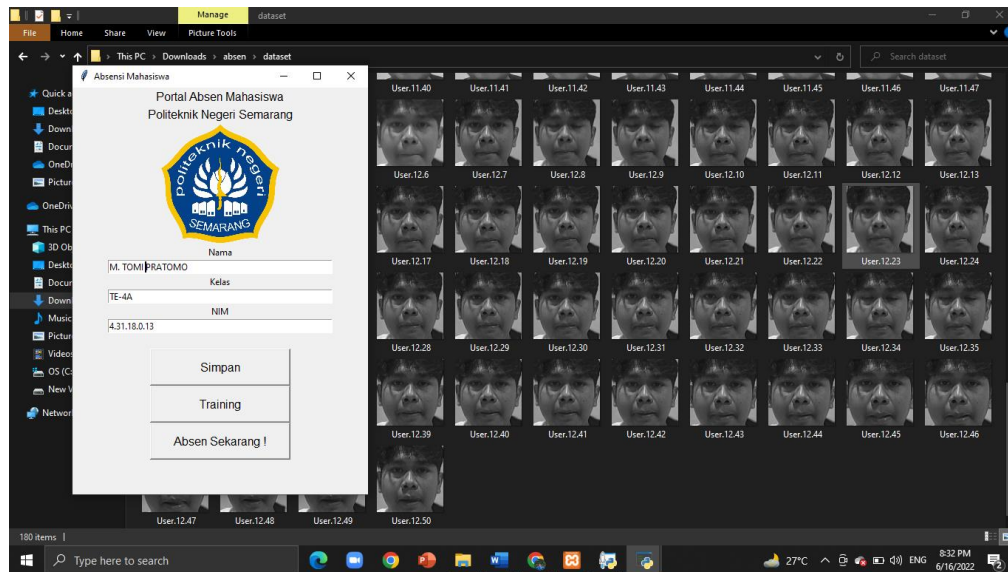 Manage
dataset
File
Home
Share
View
Picture Tools
This PC > Downloads > absen > dataset
Search dataset
Absensi Mahasiswa
Portal Absen Mahasiswa
Politeknik Negeri Semarang
politeknik negeri
SEMARANG
Nama
M. TOMI PRATOMO
Kelas
TE-4A
NIM
4.31.18.0.13
Simpan
Training
Absen Sekarang !
Quick a
Deskt
Down
Docur
OneDr
Pictur
OneDriv
This PC
3D Ob
Deskto
Docur
Down
Music
Pictur
Videos
OS (C:
New V
Networ
User.11.40 User.11.41 User.11.42 User.11.43 User.11.44 User.11.45 User.11.46 User.11.47
User.12.6 User.12.7 User.12.8 User.12.9 User.12.10 User.12.11 User.12.12 User.12.13
User.12.17 User.12.18 User.12.19 User.12.20 User.12.21 User.12.22 User.12.23 User.12.24
User.12.28 User.12.29 User.12.30 User.12.31 User.12.32 User.12.33 User.12.34 User.12.35
User.12.39 User.12.40 User.12.41 User.12.42 User.12.43 User.12.44 User.12.45 User.12.46
User.12.47 User.12.48 User.12.49 User.12.50
180 items
Type here to search
27°C
ENG
8:32 PM
6/16/2022
2